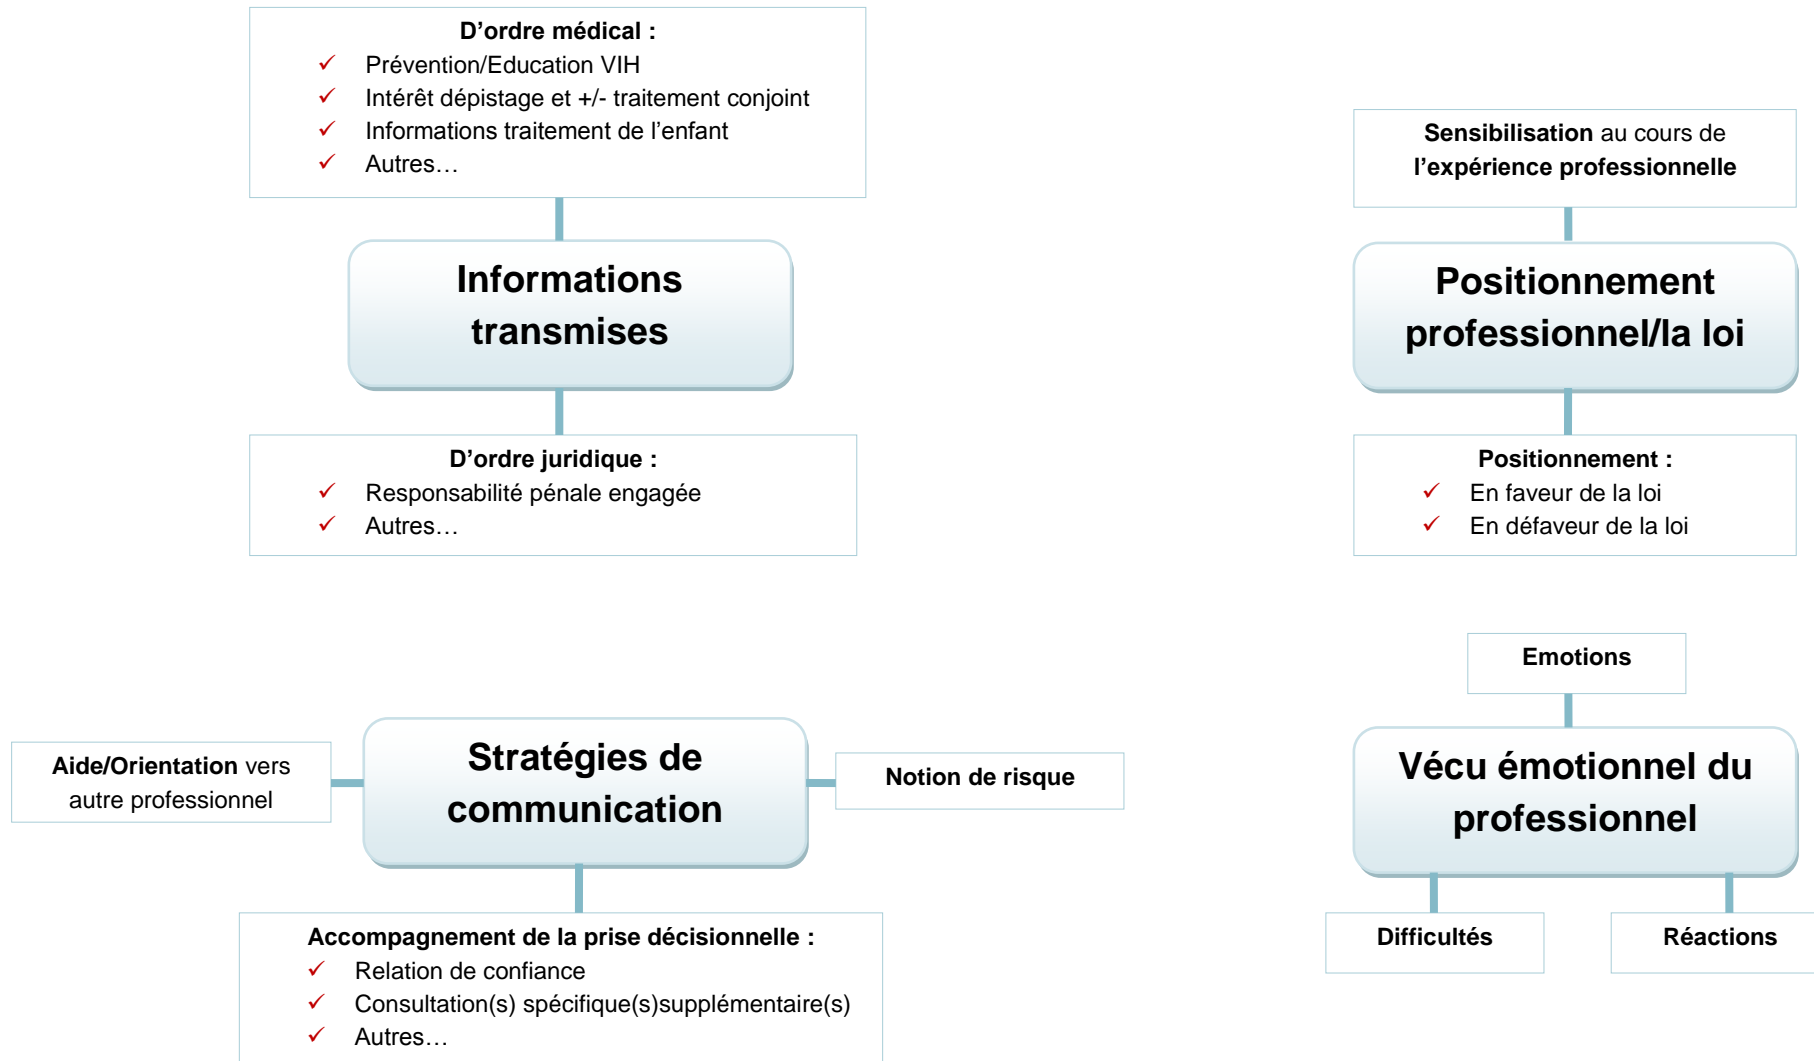 D’ordre médical :
✓ Prévention/Education VIH
✓ Intérêt dépistage et +/- traitement conjoint
✓ Informations traitement de l’enfant
✓ Autres…
Informations
transmises
D’ordre juridique :
✓ Responsabilité pénale engagée
✓ Autres…
Sensibilisation au cours de
l’expérience professionnelle
Positionnement
professionnel/la loi
Positionnement :
✓ En faveur de la loi
✓ En défaveur de la loi
Aide/Orientation vers
autre professionnel
Stratégies de
communication
Notion de risque
Accompagnement de la prise décisionnelle :
✓ Relation de confiance
✓ Consultation(s) spécifique(s)supplémentaire(s)
✓ Autres…
Emotions
Vécu émotionnel du
professionnel
Difficultés
Réactions